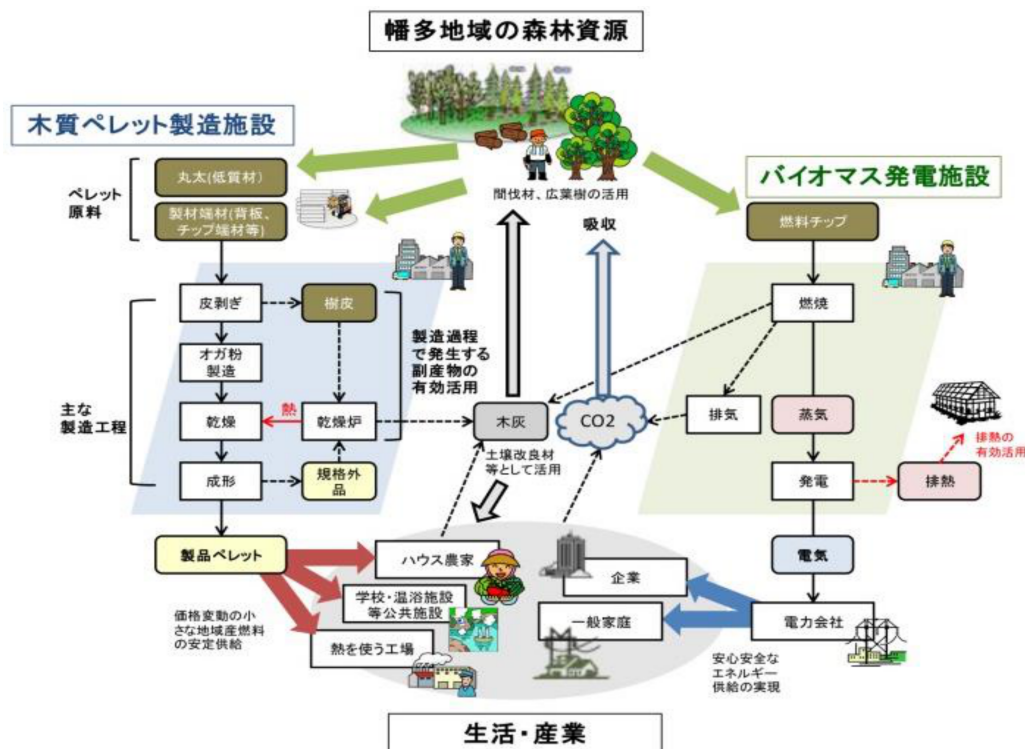 幡多地域の森林資源
木質ペレット製造施設
ペレット
原料
丸太(低質材)
製材端材(背板、
チップ端材等)
間伐材、広葉樹の活用
吸収
バイオマス発電施設
燃料チップ
主な
製造工程
皮剥ぎ
樹皮
オガ粉
製造
乾燥
熱
乾燥炉
成形
規格外
品
製造過程
で発生する
副産物の
有効活用
木灰
土壌改良材
等として活用
CO2
燃焼
排気
蒸気
発電
排熱
排熱の
有効活用
製品ペレット
価格変動の小
さな地域産燃料
の安定供給
ハウス農家
学校・温浴施設
等公共施設
熱を使う工場
企業
一般家庭
電気
電力会社
安心安全な
エネルギー
供給の実現
生活・産業